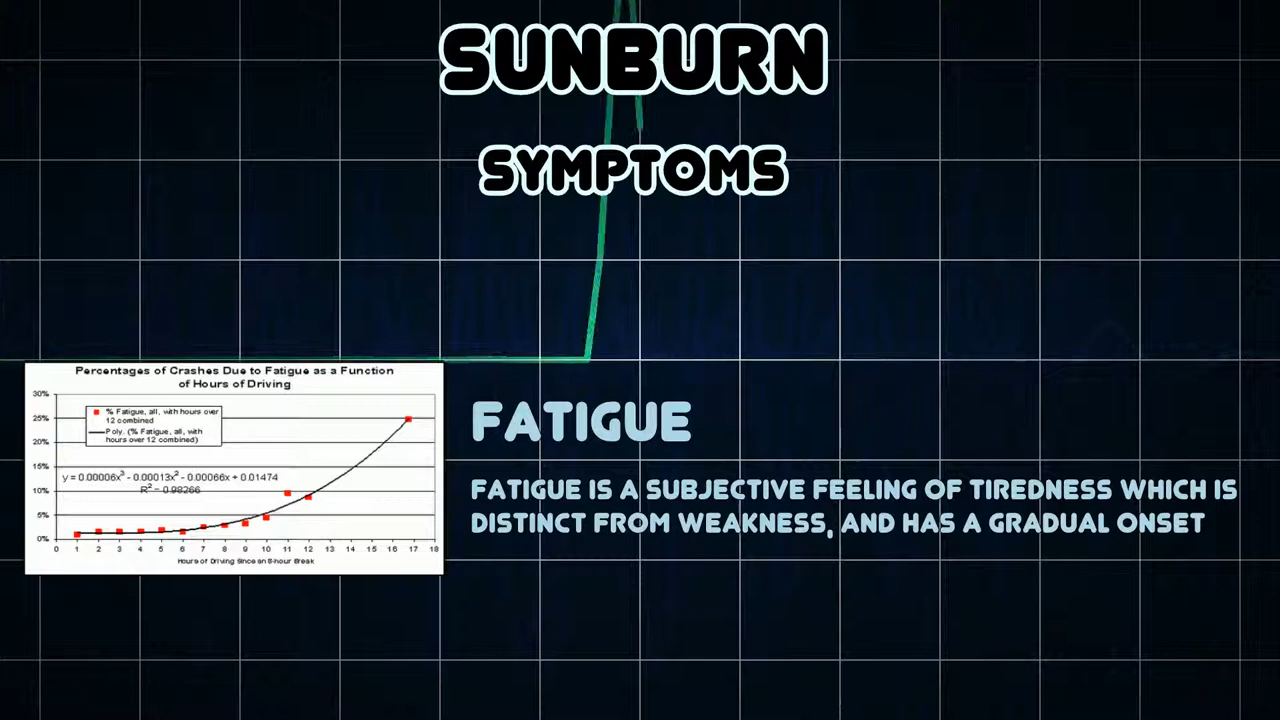 SUNBURN
SYMPTOMS
Percentages of Crashes Due to Fatigue as a Function
of Hours of Driving
30%
25%
20%
15%
10%
5%
0%
% Fatigue, all, with hours over
12 combined
Poly. (% Fatigue, all, with
hours over 12 combined)
y = 0.00006x³ - 0.00013x² - 0.00066x + 0.01474
R² = 0.98266
0 1 2 3 4 5 6 7 8 9 10 11 12 13 14 15 16 17 18
Hours of Driving Since an 8-hour Break
FATIGUE
FATIGUE IS A SUBJECTIVE FEELING OF TIREDNESS WHICH IS
DISTINCT FROM WEAKNESS, AND HAS A GRADUAL ONSET